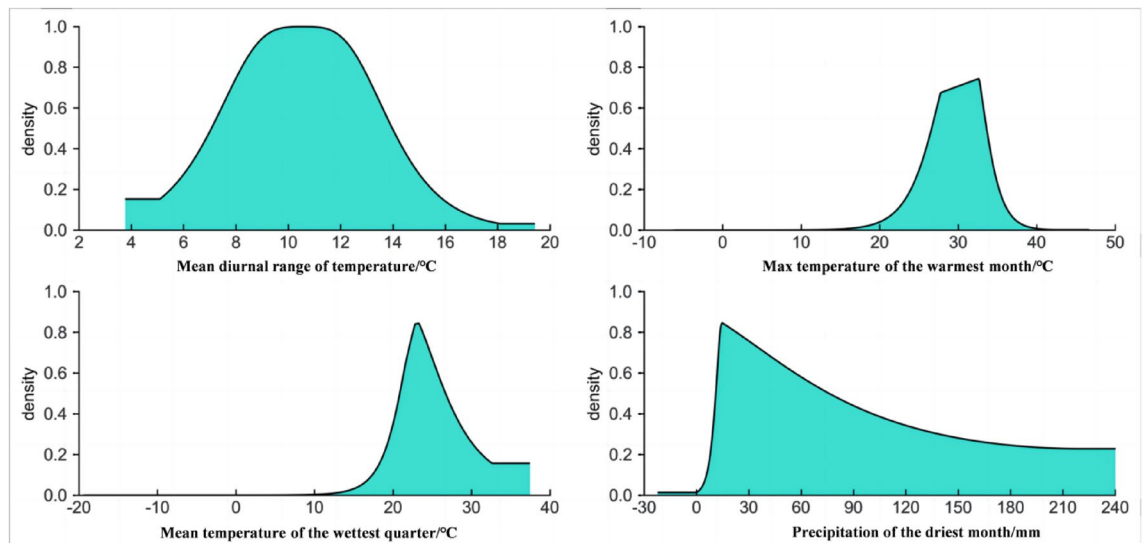 1.0
0.8
0.6
0.4
0.2
0.0
density
2 4 6 8 10 12 14 16 18 20
Mean diurnal range of temperature/°C
1.0
0.8
0.6
0.4
0.2
0.0
density
-10 0 10 20 30 40 50
Max temperature of the warmest month/°C
1.0
0.8
0.6
0.4
0.2
0.0
density
-20 -10 0 10 20 30 40
Mean temperature of the wettest quarter/°C
1.0
0.8
0.6
0.4
0.2
0.0
density
-30 0 30 60 90 120 150 180 210 240
Precipitation of the driest month/mm